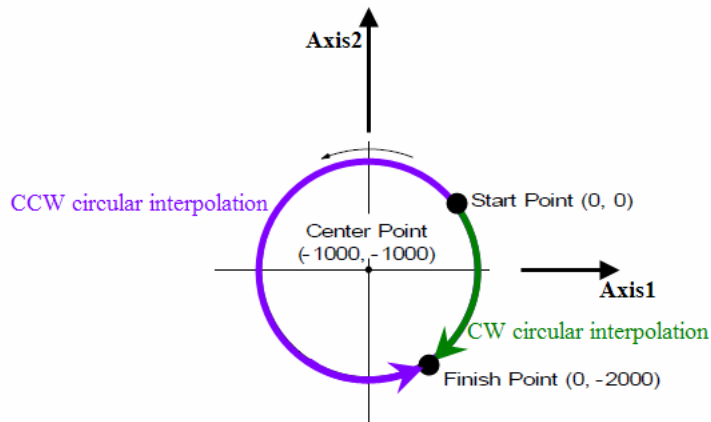 Axis2
CCW circular interpolation
Start Point (0, 0)
Center Point
(-1000, -1000)
Axis1
CW circular interpolation
Finish Point (0, -2000)